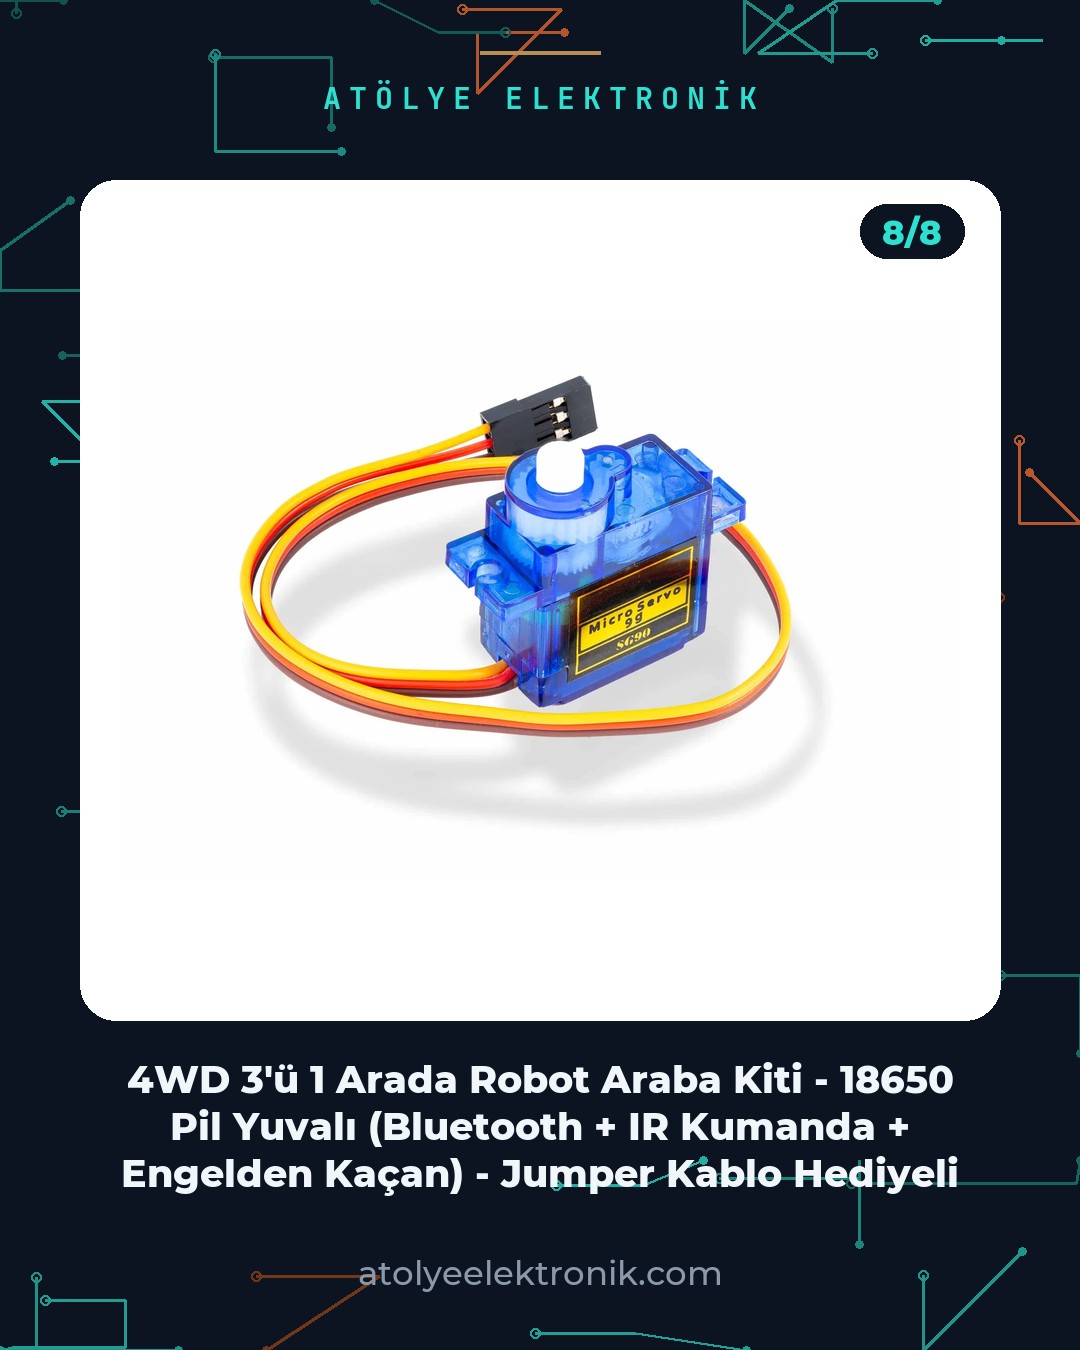 ATÖLYE ELEKTRONİK
8/8
Micro Servo
9g
SG90
4WD 3'ü 1 Arada Robot Araba Kiti - 18650
Pil Yuvalı (Bluetooth + IR Kumanda +
Engelden Kaçan) - Jumper Kablo Hediyeli
atolyeelektronik.com